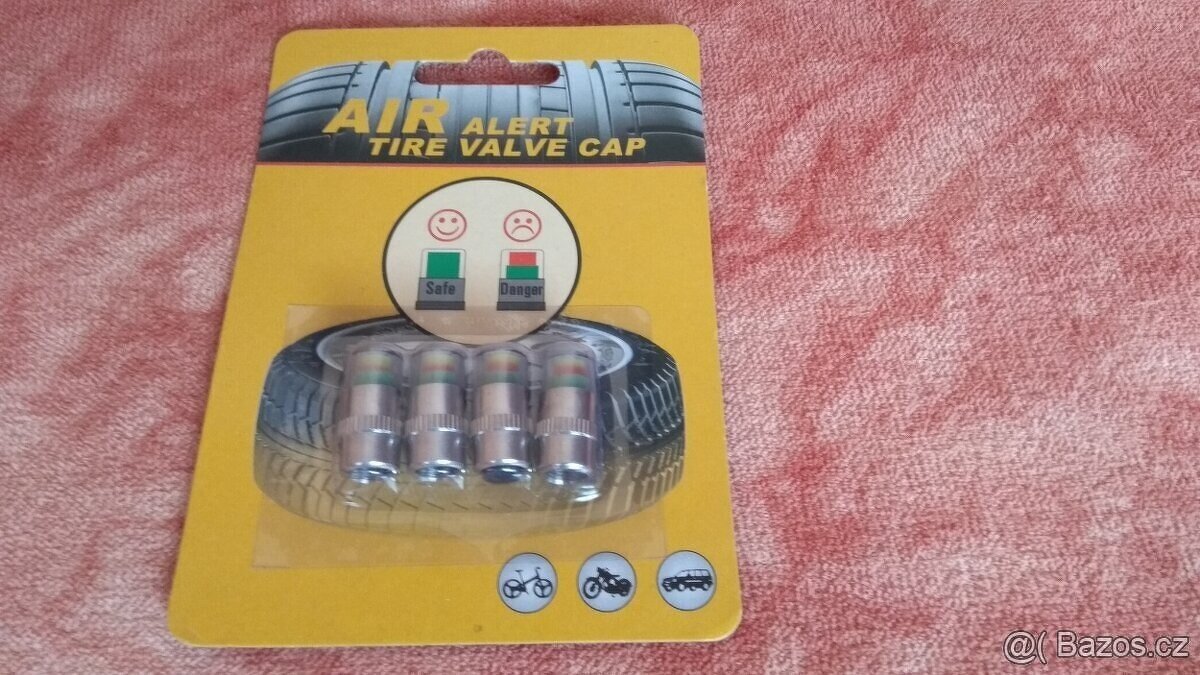 AIR ALERT
TIRE VALVE CAP
Safe
Danger
@( Bazos.cz